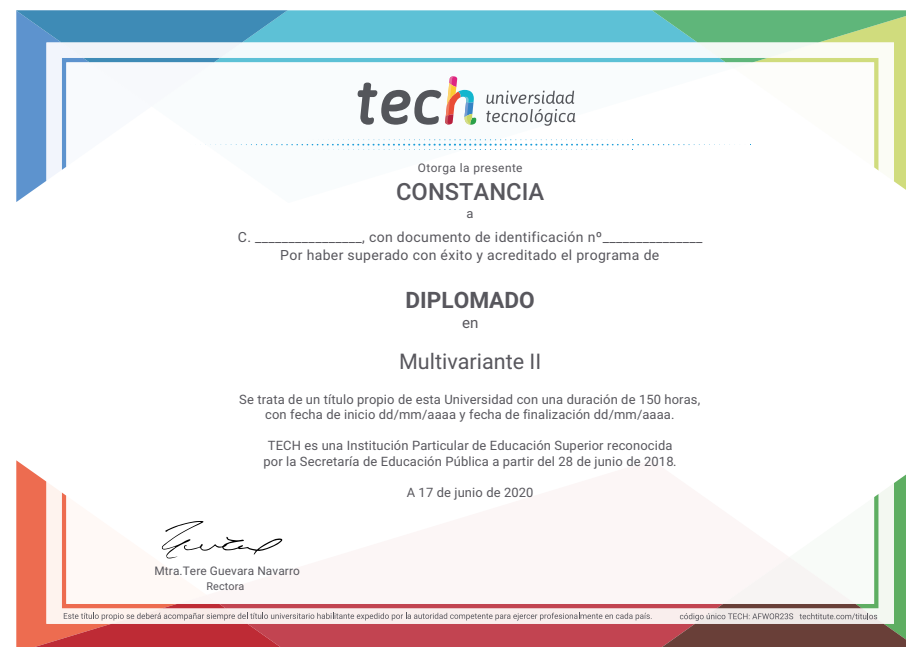 tech universidad
tecnológica
Otorga la presente
CONSTANCIA
a
C. ________________, con documento de identificación nº_______________
Por haber superado con éxito y acreditado el programa de
DIPLOMADO
en
Multivariante II
Se trata de un título propio de esta Universidad con una duración de 150 horas,
con fecha de inicio dd/mm/aaaa y fecha de finalización dd/mm/aaaa.
TECH es una Institución Particular de Educación Superior reconocida
por la Secretaría de Educación Pública a partir del 28 de junio de 2018.
A 17 de junio de 2020
Mtra.Tere Guevara Navarro
Rectora
Este título propio se deberá acompañar siempre del título universitario habilitante expedido por la autoridad competente para ejercer profesionalmente en cada país. código único TECH: AFWOR23S techtitute.com/titulos